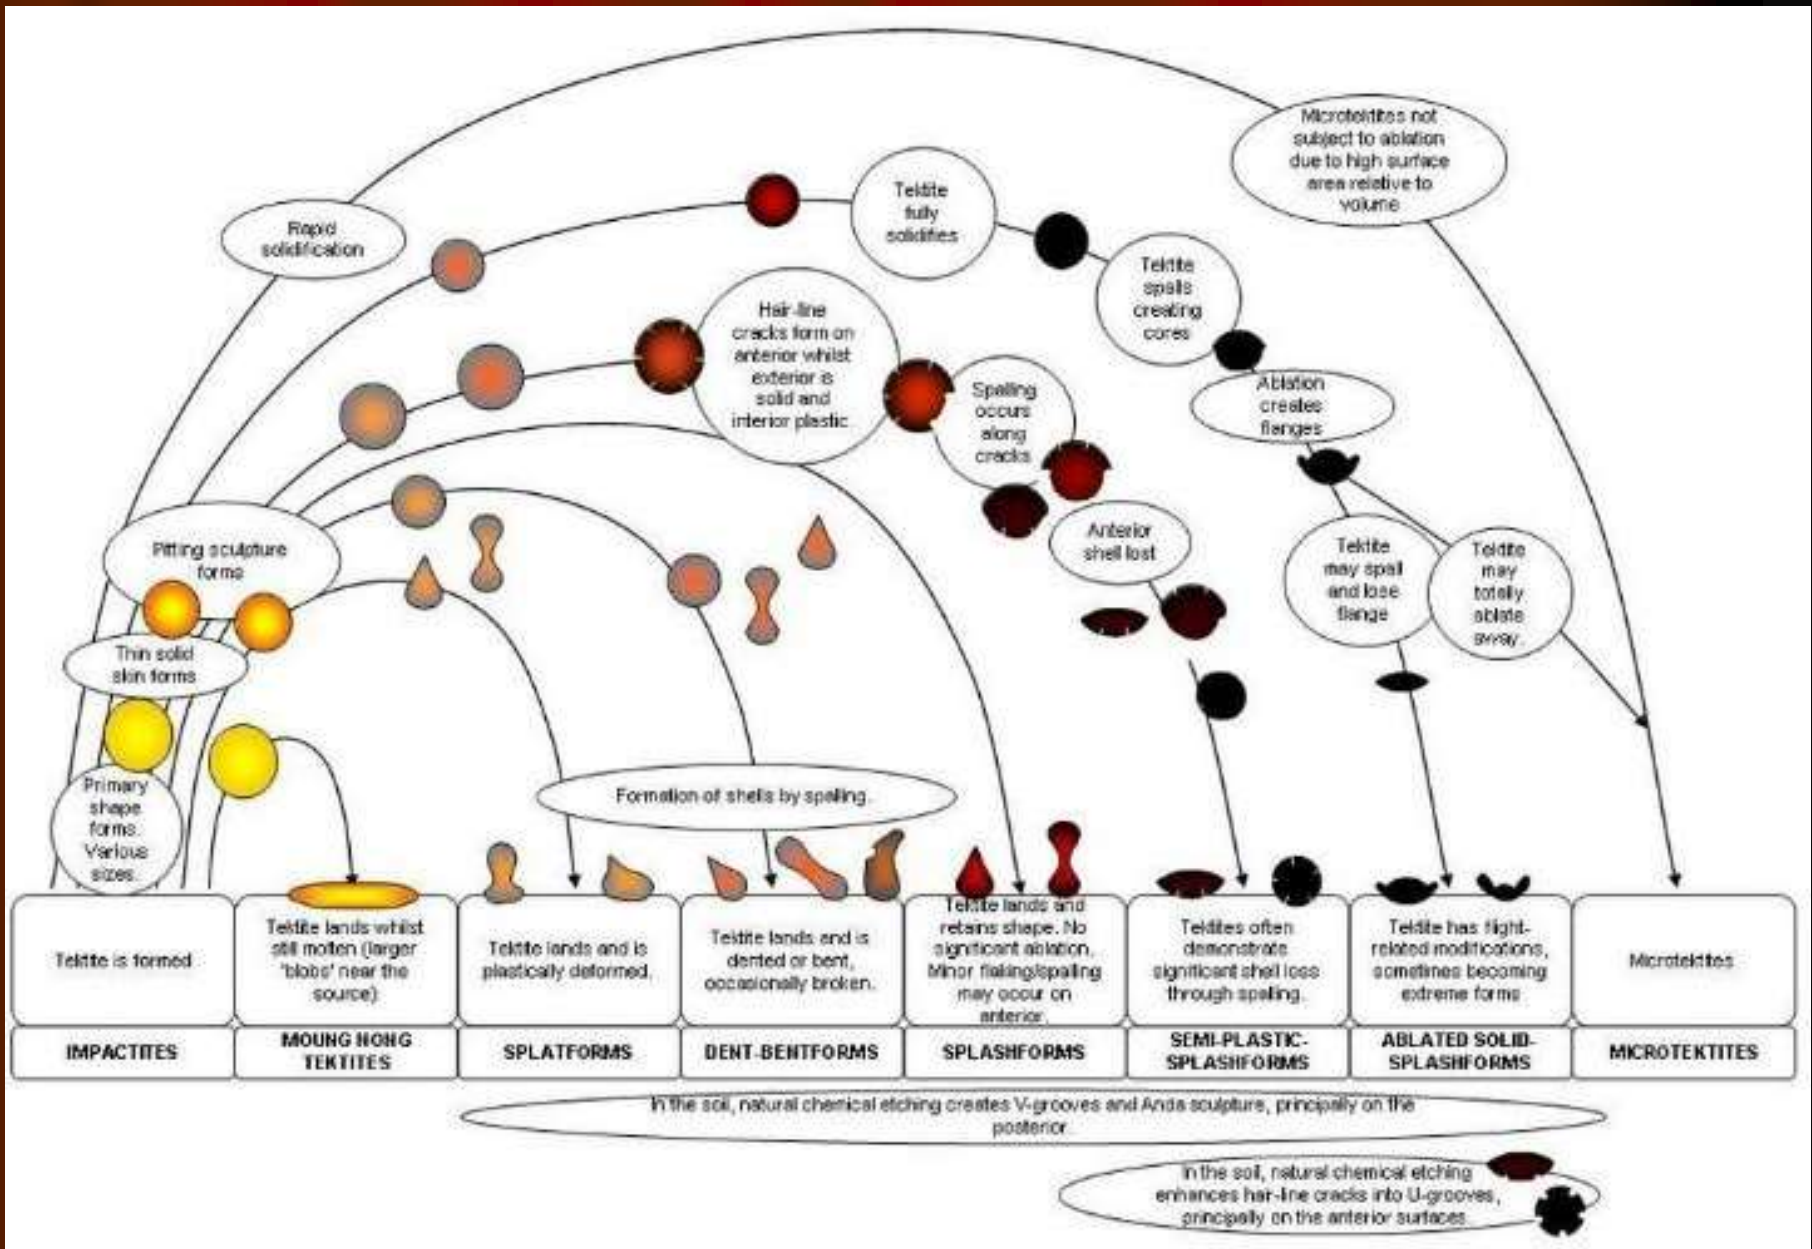 Microtektites not
subject to ablation
due to high surface
area relative to
volume
Rapid
solidification
Tektite
fully
solidifies
Tektite
spalls
creating
cores
Hair-line
cracks form on
anterior whilst
exterior is
solid and
interior plastic
Spalling
occurs
along
cracks
Ablation
creates
flanges
Anterior
shell lost
Tektite
may spall
and lose
flange
Tektite
may
totally
ablate
away.
Pitting sculpture
forms
Thin solid
skin forms
Primary
shape
forms.
Various
sizes.
Formation of shells by spalling.
Tektite is formed
Tektite lands whilst
still molten (larger
'blobs' near the
source)
Tektite lands and is
plastically deformed.
Tektite lands and is
dented or bent,
occasionally broken.
Tektite lands and
retains shape. No
significant ablation.
Minor flaking/spalling
may occur on
anterior.
Tektites often
demonstrate
significant shell loss
through spalling.
Tektite has flight-
related modifications,
sometimes becoming
extreme forms
Microtektites
IMPACTITES
MOUNG NONG
TEKTITES
SPLATFORMS
DENT-BENTFORMS
SPLASHFORMS
SEMI-PLASTIC-
SPLASHFORMS
ABLATED SOLID-
SPLASHFORMS
MICROTEKTITES
In the soil, natural chemical etching creates V-grooves and Anda sculpture, principally on the
posterior.
In the soil, natural chemical etching
enhances hair-line cracks into U-grooves,
principally on the anterior surfaces.